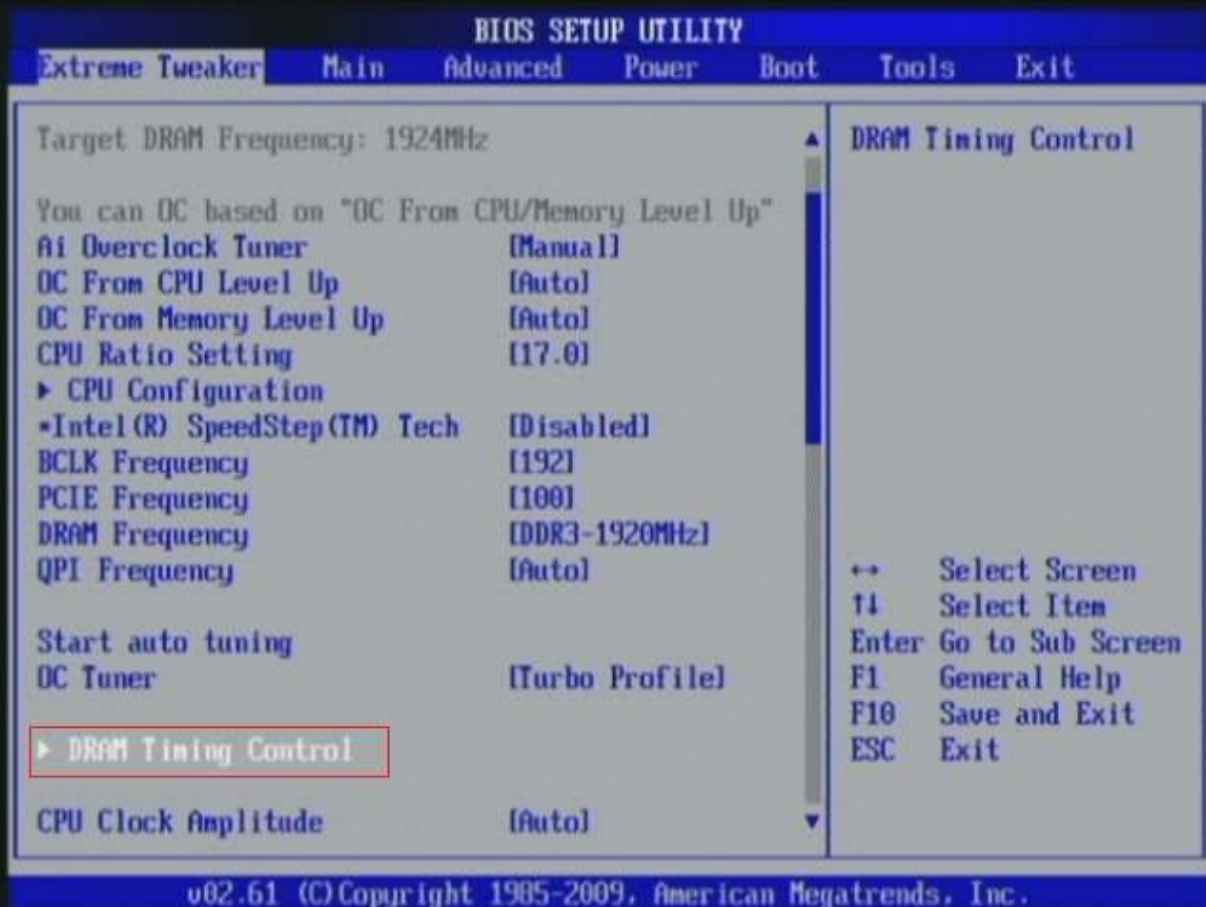 BIOS SETUP UTILITY
Extreme Tweaker Main Advanced Power Boot Tools Exit
Target DRAM Frequency: 1924MHz
You can OC based on "OC From CPU/Memory Level Up"
Ai Overclock Tuner [Manual]
OC From CPU Level Up [Auto]
OC From Memory Level Up [Auto]
CPU Ratio Setting [17.0]
▶ CPU Configuration
*Intel(R) SpeedStep(TM) Tech [Disabled]
BCLK Frequency [192]
PCIE Frequency [100]
DRAM Frequency [DDR3-1920MHz]
QPI Frequency [Auto]
Start auto tuning
OC Tuner [Turbo Profile]
▶ DRAM Timing Control
CPU Clock Amplitude [Auto]
DRAM Timing Control
↔ Select Screen
↑↓ Select Item
Enter Go to Sub Screen
F1 General Help
F10 Save and Exit
ESC Exit
v02.61 (C)Copyright 1985-2009, American Megatrends, Inc.